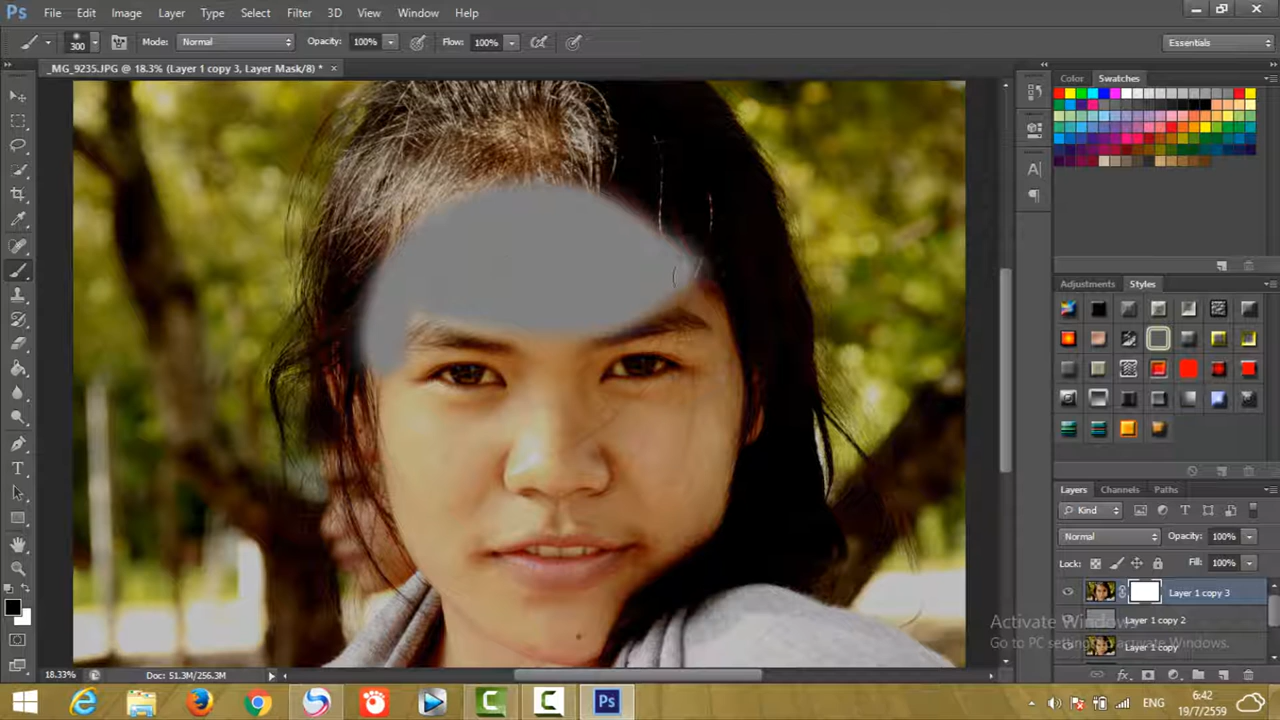 Ps File Edit Image Layer Type Select Filter 3D View Window Help
300 Mode: Normal Opacity: 100% Flow: 100% Essentials
_MG_9235.JPG @ 18.3% (Layer 1 copy 3, Layer Mask/8) * ×
Color Swatches
Adjustments Styles
Layers Channels Paths
Kind
Normal Opacity: 100%
Lock: Fill: 100%
Layer 1 copy 3
Layer 1 copy 2
Activate Windows
Go to PC settings to activate Windows.
Layer 1 copy
18.33% Doc: 51.3M/256.3M
ENG
6:42
19/7/2559